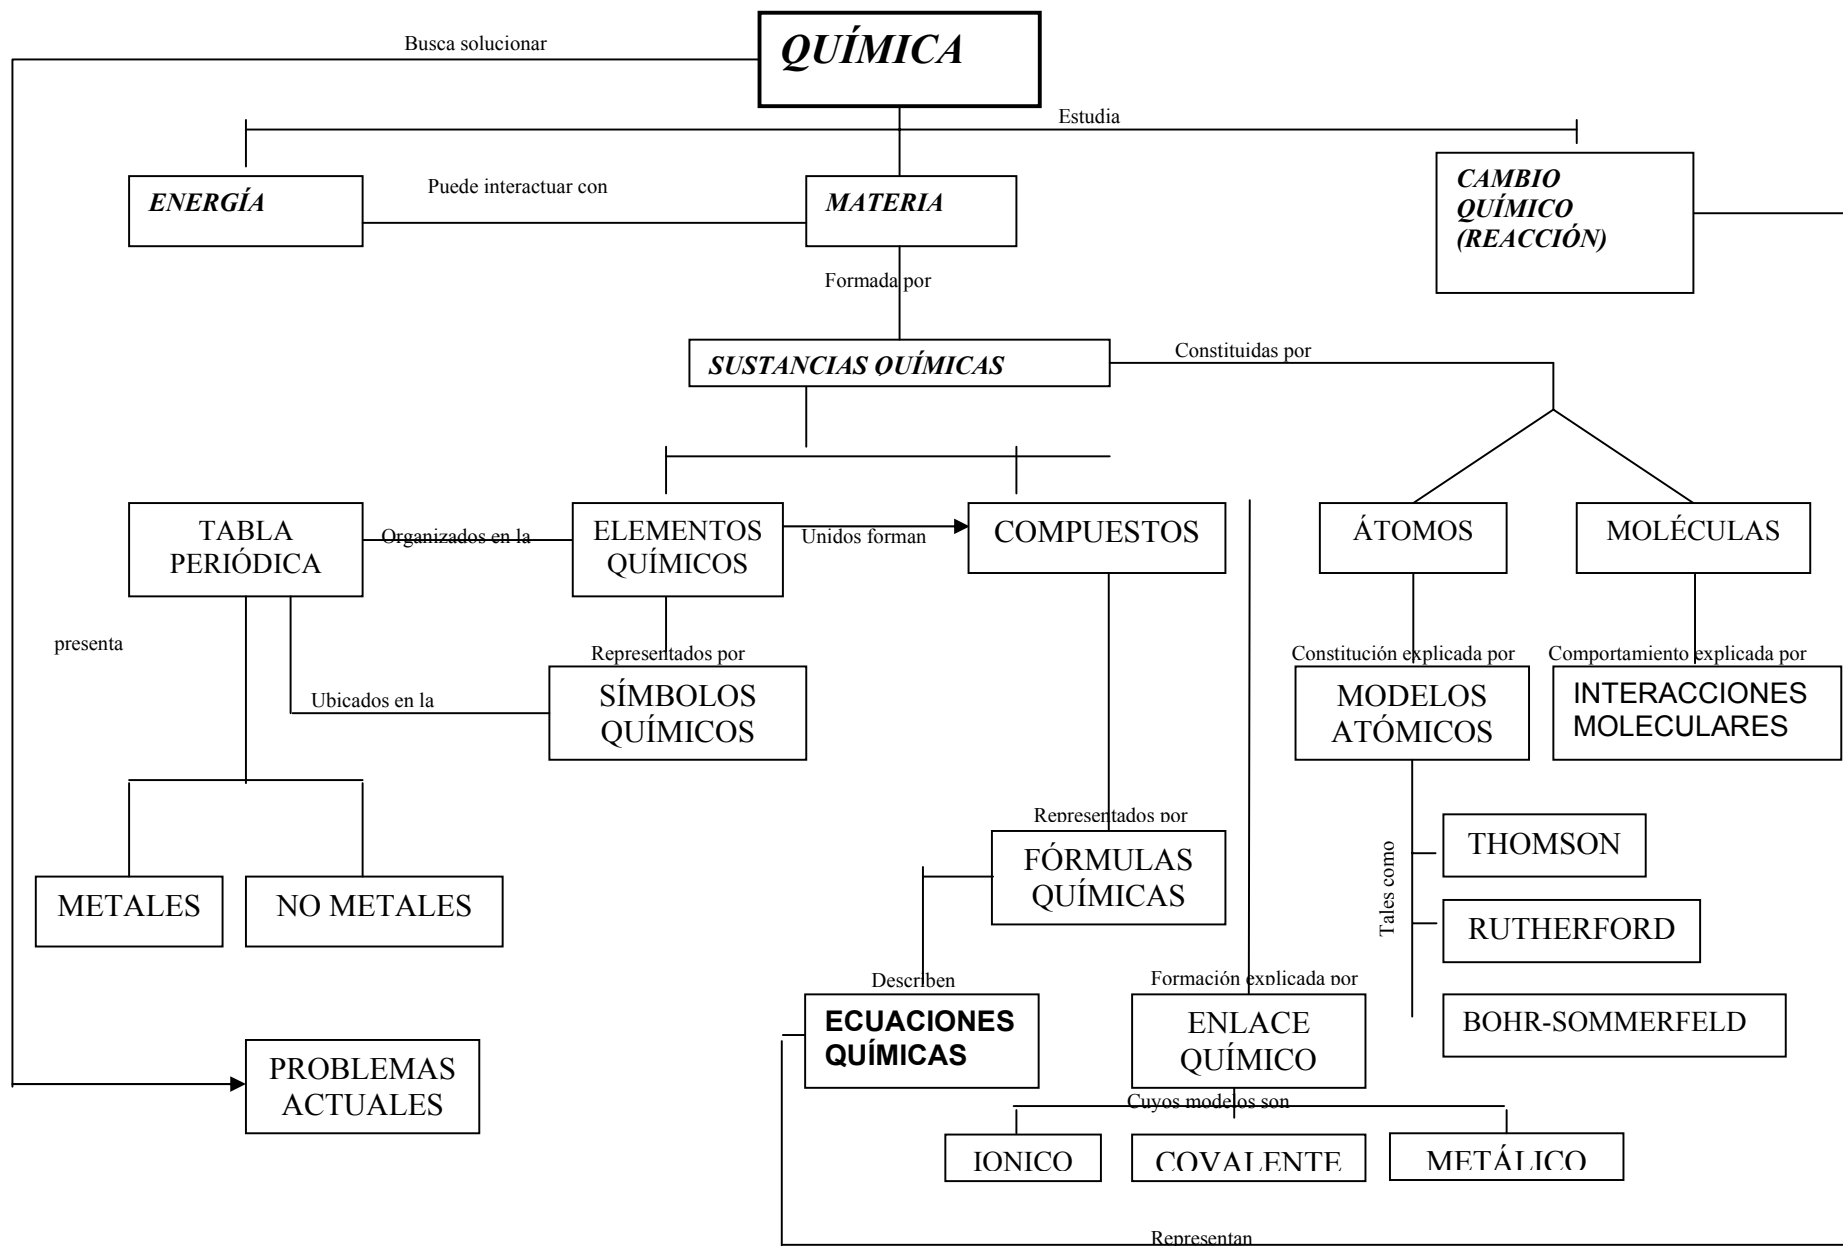 Busca solucionar
QUÍMICA
Estudia
ENERGÍA
Puede interactuar con
MATERIA
CAMBIO
QUÍMICO
(REACCIÓN)
Formada por
SUSTANCIAS QUÍMICAS
Constituidas por
TABLA
PERIÓDICA
Organizados en la
ELEMENTOS
QUÍMICOS
Unidos forman
COMPUESTOS
ÁTOMOS
MOLÉCULAS
presenta
Representados por
Constitución explicada por
Comportamiento explicada por
Ubicados en la
SÍMBOLOS
QUÍMICOS
MODELOS
ATÓMICOS
INTERACCIONES
MOLECULARES
Representados por
FÓRMULAS
QUÍMICAS
Tales como
THOMSON
RUTHERFORD
BOHR-SOMMERFELD
METALES
NO METALES
Describen
Formación explicada por
ECUACIONES
QUÍMICAS
ENLACE
QUÍMICO
PROBLEMAS
ACTUALES
Cuyos modelos son
IONICO
COVALENTE
METÁLICO
Representan